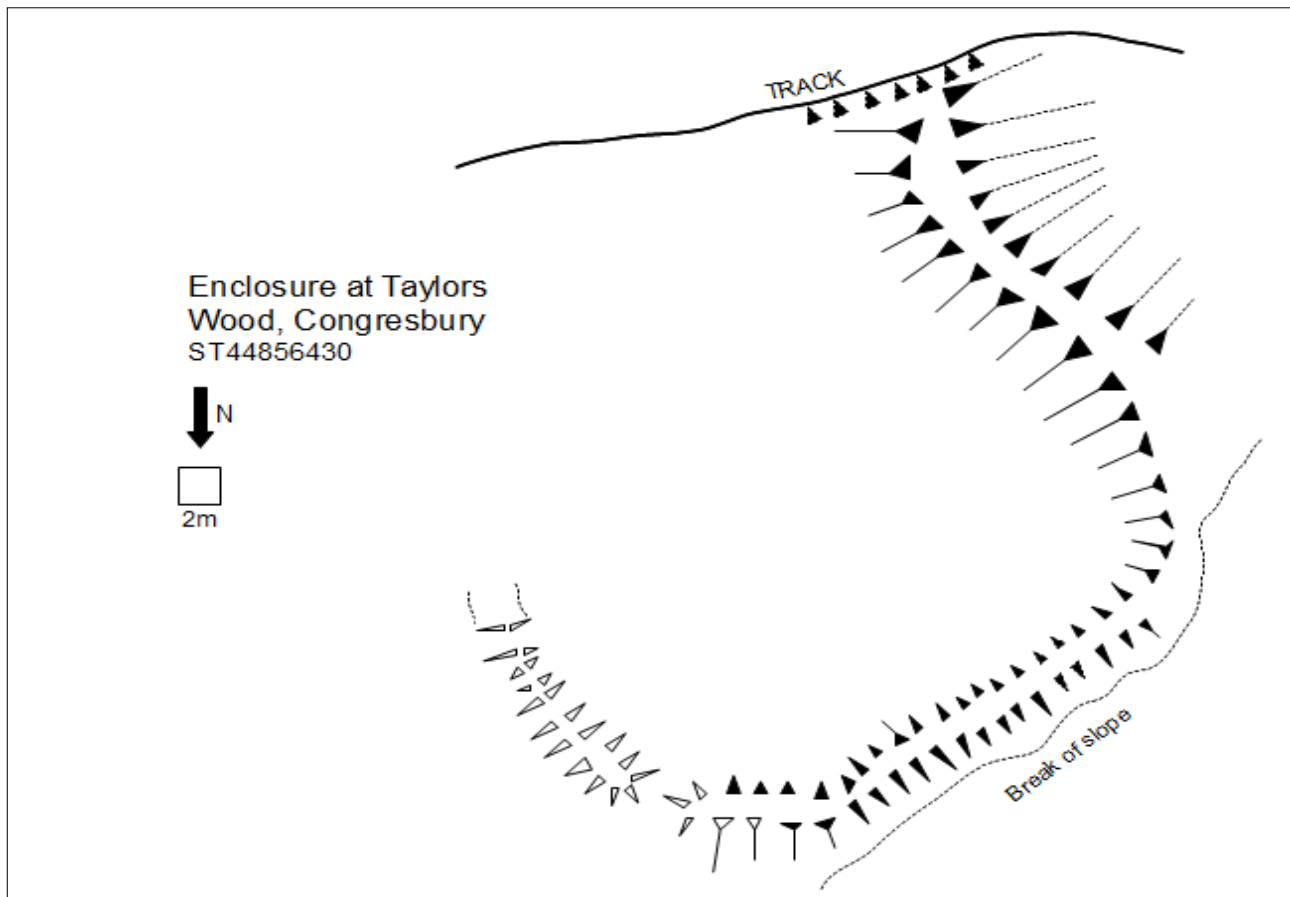 TRACK
Enclosure at Taylors
Wood, Congresbury
ST44856430
N
2m
Break of slope